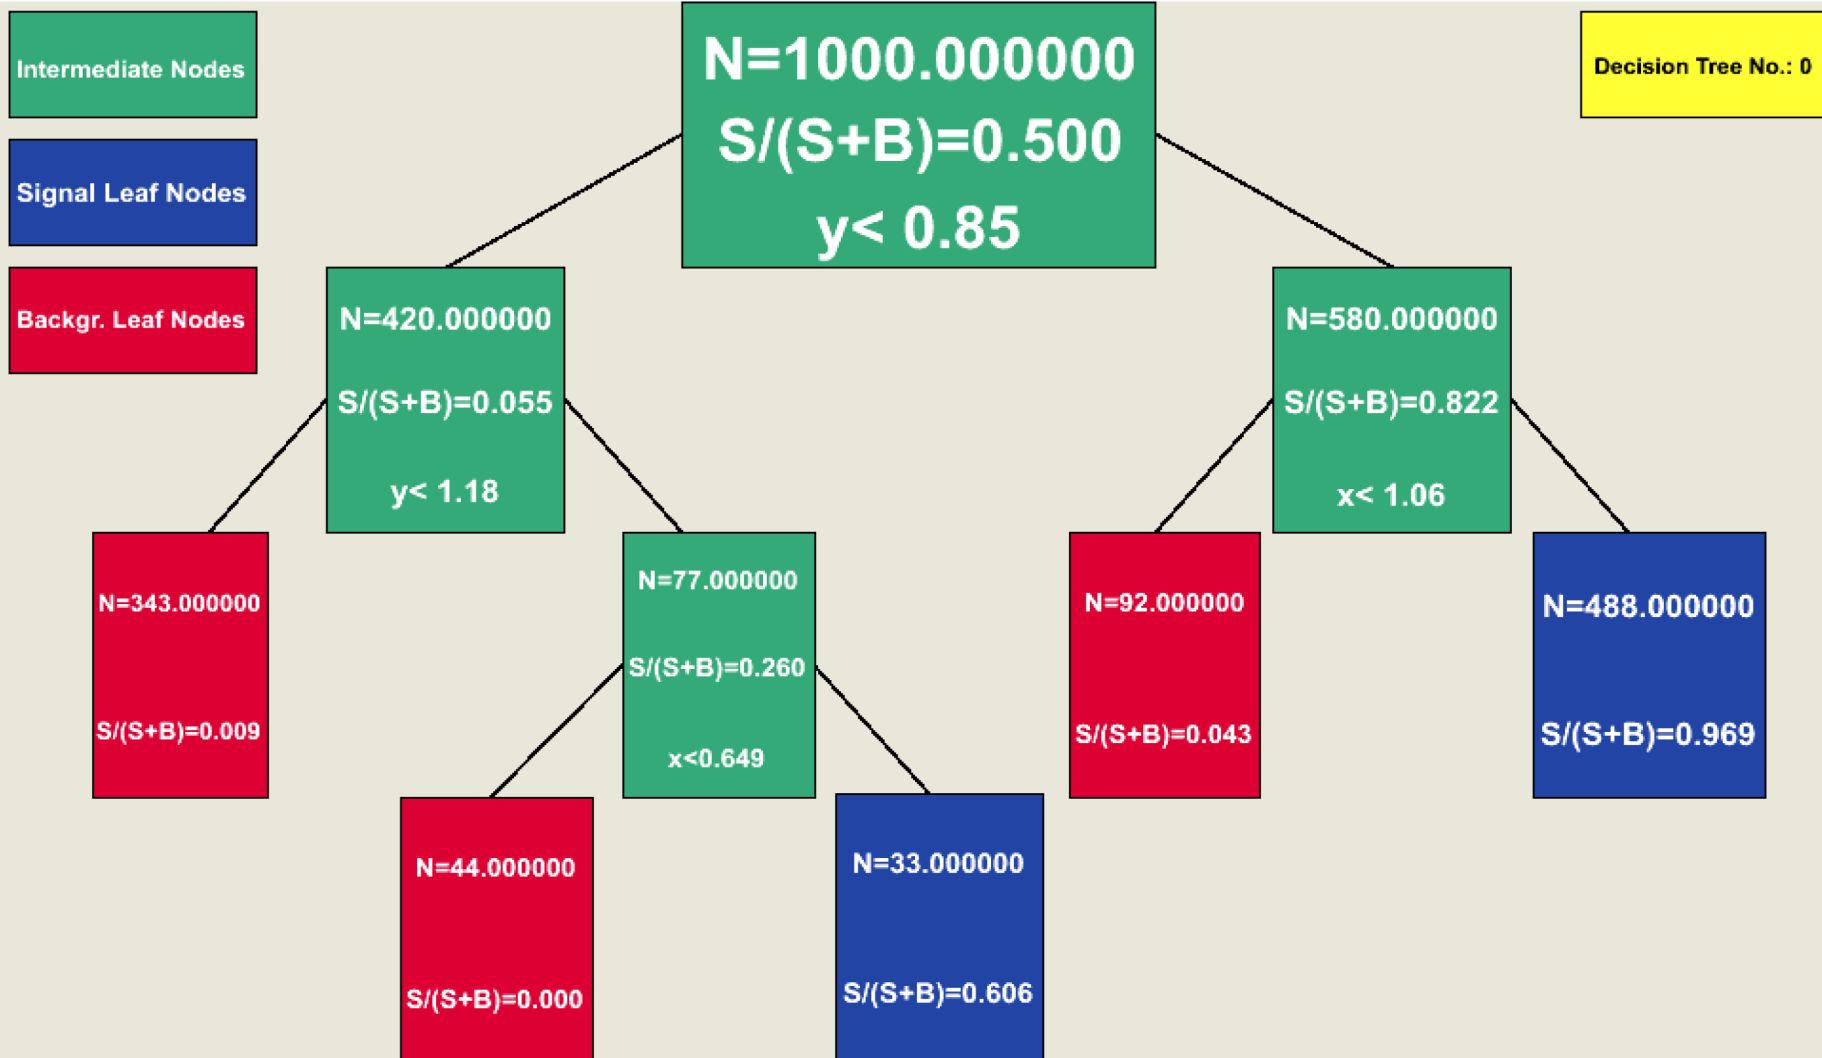 Intermediate Nodes
Signal Leaf Nodes
Backgr. Leaf Nodes
Decision Tree No.: 0
N=1000.000000
S/(S+B)=0.500
y< 0.85
N=420.000000
S/(S+B)=0.055
y< 1.18
N=580.000000
S/(S+B)=0.822
x< 1.06
N=343.000000
S/(S+B)=0.009
N=77.000000
S/(S+B)=0.260
x<0.649
N=92.000000
S/(S+B)=0.043
N=488.000000
S/(S+B)=0.969
N=44.000000
S/(S+B)=0.000
N=33.000000
S/(S+B)=0.606